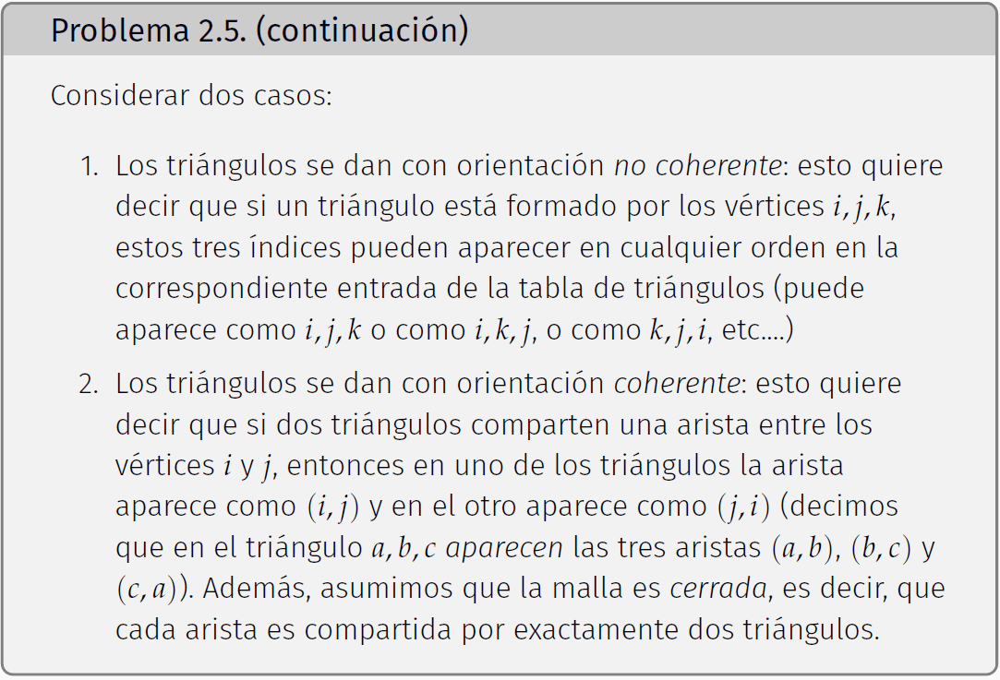 Problema 2.5. (continuación)
Considerar dos casos:
1. Los triángulos se dan con orientación no coherente: esto quiere
decir que si un triángulo está formado por los vértices i, j, k,
estos tres índices pueden aparecer en cualquier orden en la
correspondiente entrada de la tabla de triángulos (puede
aparece como i, j, k o como i, k, j, o como k, j, i, etc....)
2. Los triángulos se dan con orientación coherente: esto quiere
decir que si dos triángulos comparten una arista entre los
vértices i y j, entonces en uno de los triángulos la arista
aparece como (i, j) y en el otro aparece como (j, i) (decimos
que en el triángulo a, b, c aparecen las tres aristas (a, b), (b, c) y
(c, a)). Además, asumimos que la malla es cerrada, es decir, que
cada arista es compartida por exactamente dos triángulos.